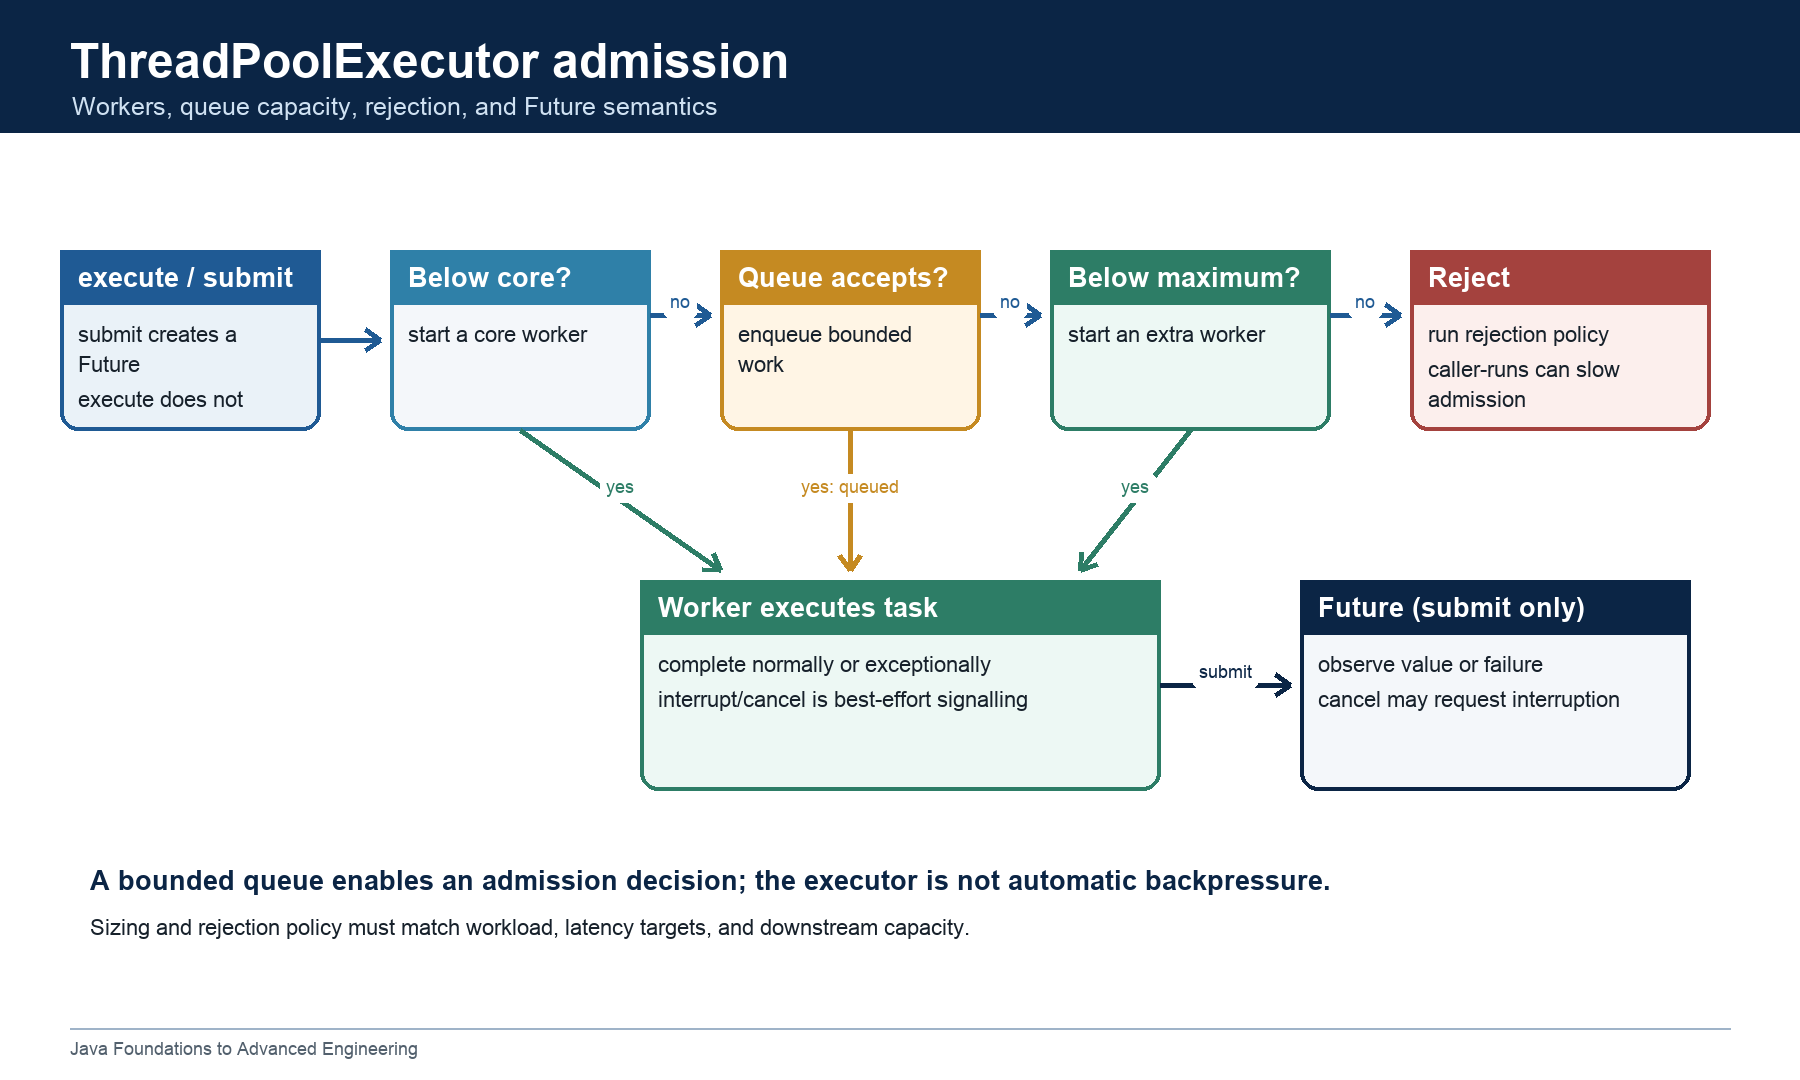 ThreadPoolExecutor admission
Workers, queue capacity, rejection, and Future semantics
execute / submit
submit creates a
Future
execute does not
Below core?
start a core worker
no
Queue accepts?
enqueue bounded
work
no
Below maximum?
start an extra worker
no
Reject
run rejection policy
caller-runs can slow
admission
yes
yes: queued
yes
Worker executes task
complete normally or exceptionally
interrupt/cancel is best-effort signalling
submit
Future (submit only)
observe value or failure
cancel may request interruption
A bounded queue enables an admission decision; the executor is not automatic backpressure.
Sizing and rejection policy must match workload, latency targets, and downstream capacity.
Java Foundations to Advanced Engineering